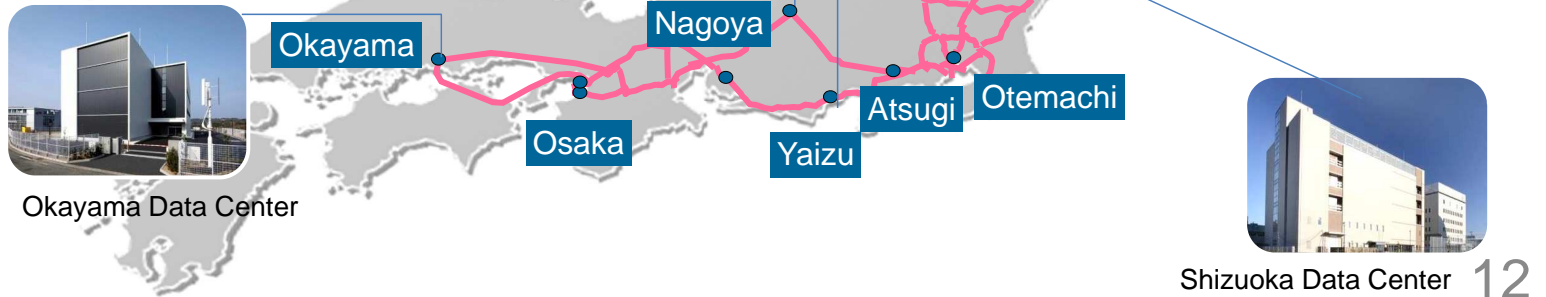 Nagoya
Okayama
Otemachi
Atsugi
Osaka
Yaizu
Okayama Data Center
Shizuoka Data Center
12